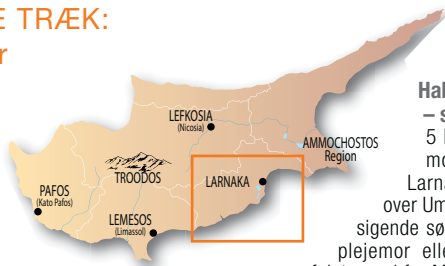 E TRÆK:
r
LEFKOSIA
(Nicosia)
AMMOCHOSTOS
Region
TROODOS
LARNAKA
PAFOS
(Kato Pafos)
LEMESOS
(Limassol)
Hal
– s
5
mo
Larna
over Um
sigende sø
plejemor elle